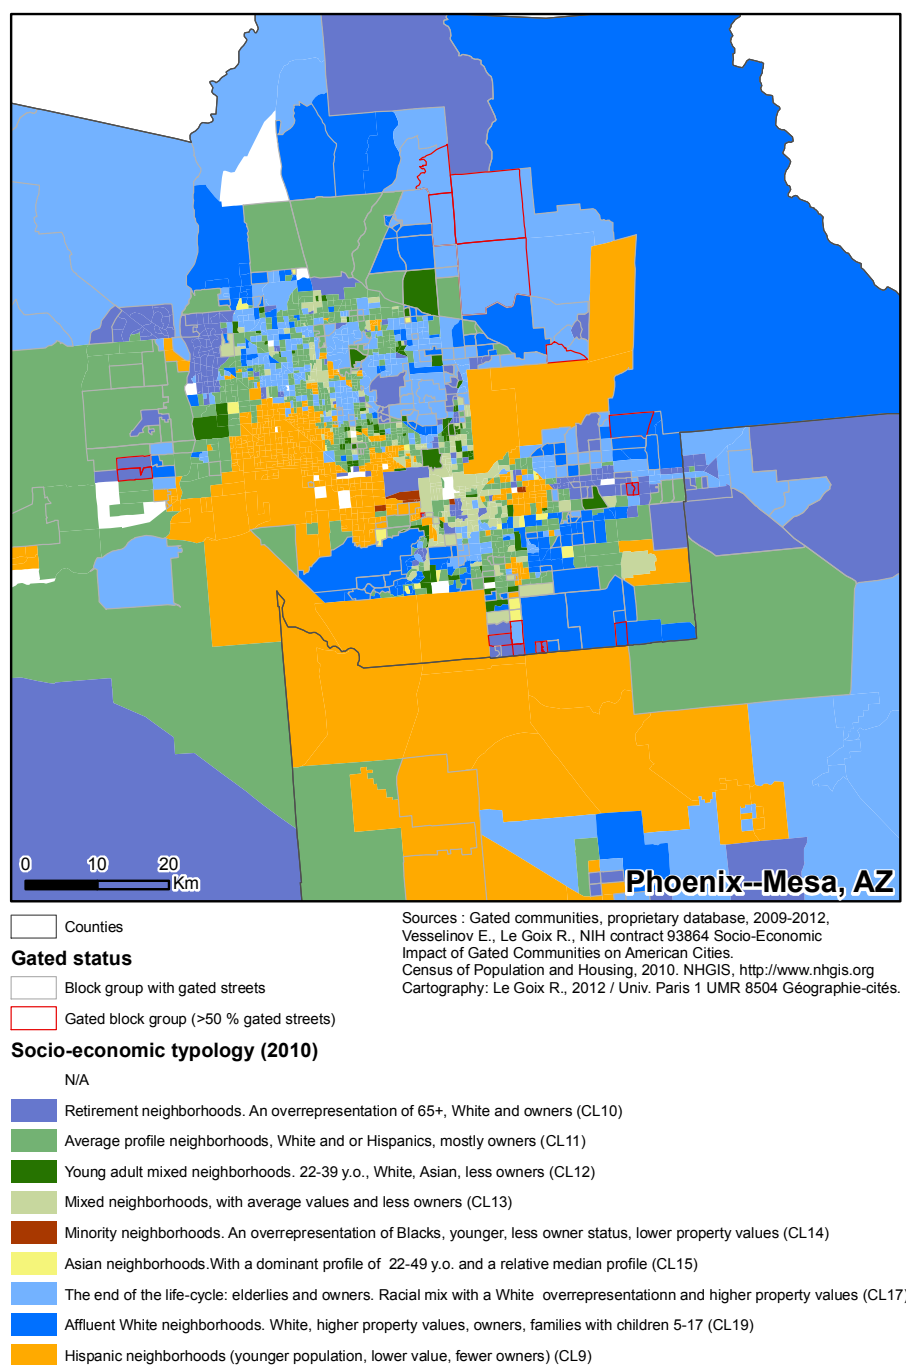 0 10 20
Km
Phoenix--Mesa, AZ
Counties
Gated status
Block group with gated streets
Gated block group (>50 % gated streets)
Sources : Gated communities, proprietary database, 2009-2012,
Vesselinov E., Le Goix R., NIH contract 93864 Socio-Economic
Impact of Gated Communities on American Cities.
Census of Population and Housing, 2010. NHGIS, http://www.nhgis.org
Cartography: Le Goix R., 2012 / Univ. Paris 1 UMR 8504 Géographie-cités.
Socio-economic typology (2010)
N/A
Retirement neighborhoods. An overrepresentation of 65+, White and owners (CL10)
Average profile neighborhoods, White and or Hispanics, mostly owners (CL11)
Young adult mixed neighborhoods. 22-39 y.o., White, Asian, less owners (CL12)
Mixed neighborhoods, with average values and less owners (CL13)
Minority neighborhoods. An overrepresentation of Blacks, younger, less owner status, lower property values (CL14)
Asian neighborhoods.With a dominant profile of 22-49 y.o. and a relative median profile (CL15)
The end of the life-cycle: elderlies and owners. Racial mix with a White overrepresentationn and higher property values (CL17)
Affluent White neighborhoods. White, higher property values, owners, families with children 5-17 (CL19)
Hispanic neighborhoods (younger population, lower value, fewer owners) (CL9)